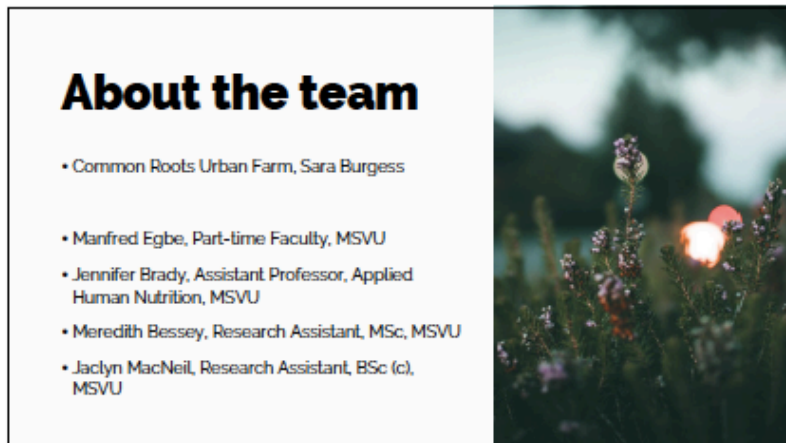 About the team
• Common Roots Urban Farm, Sara Burgess
• Manfred Egbe, Part-time Faculty, MSVU
• Jennifer Brady, Assistant Professor, Applied
Human Nutrition, MSVU
• Meredith Bessey, Research Assistant, MSc, MSVU
• Jaclyn MacNeil, Research Assistant, BSc (c),
MSVU